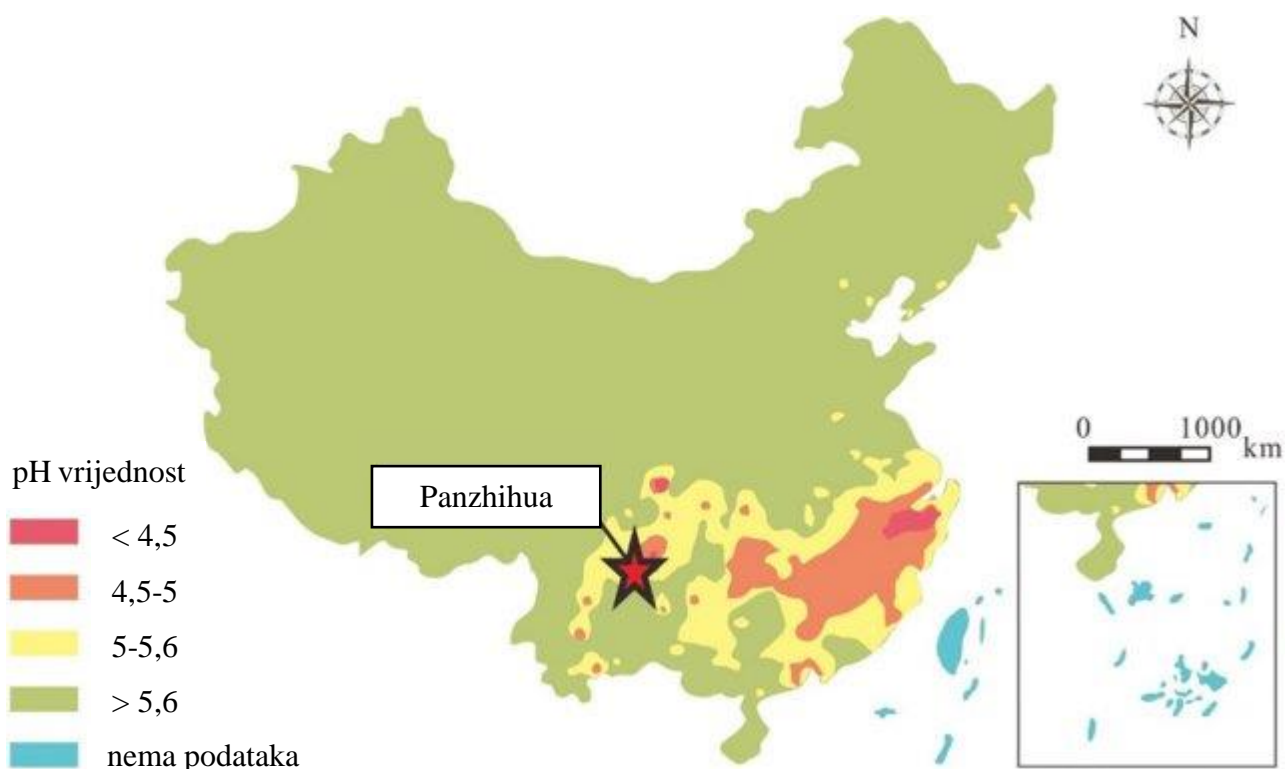 N
0 1000 km
Panzhihua
pH vrijednost
< 4,5
4,5-5
5-5,6
> 5,6
nema podataka